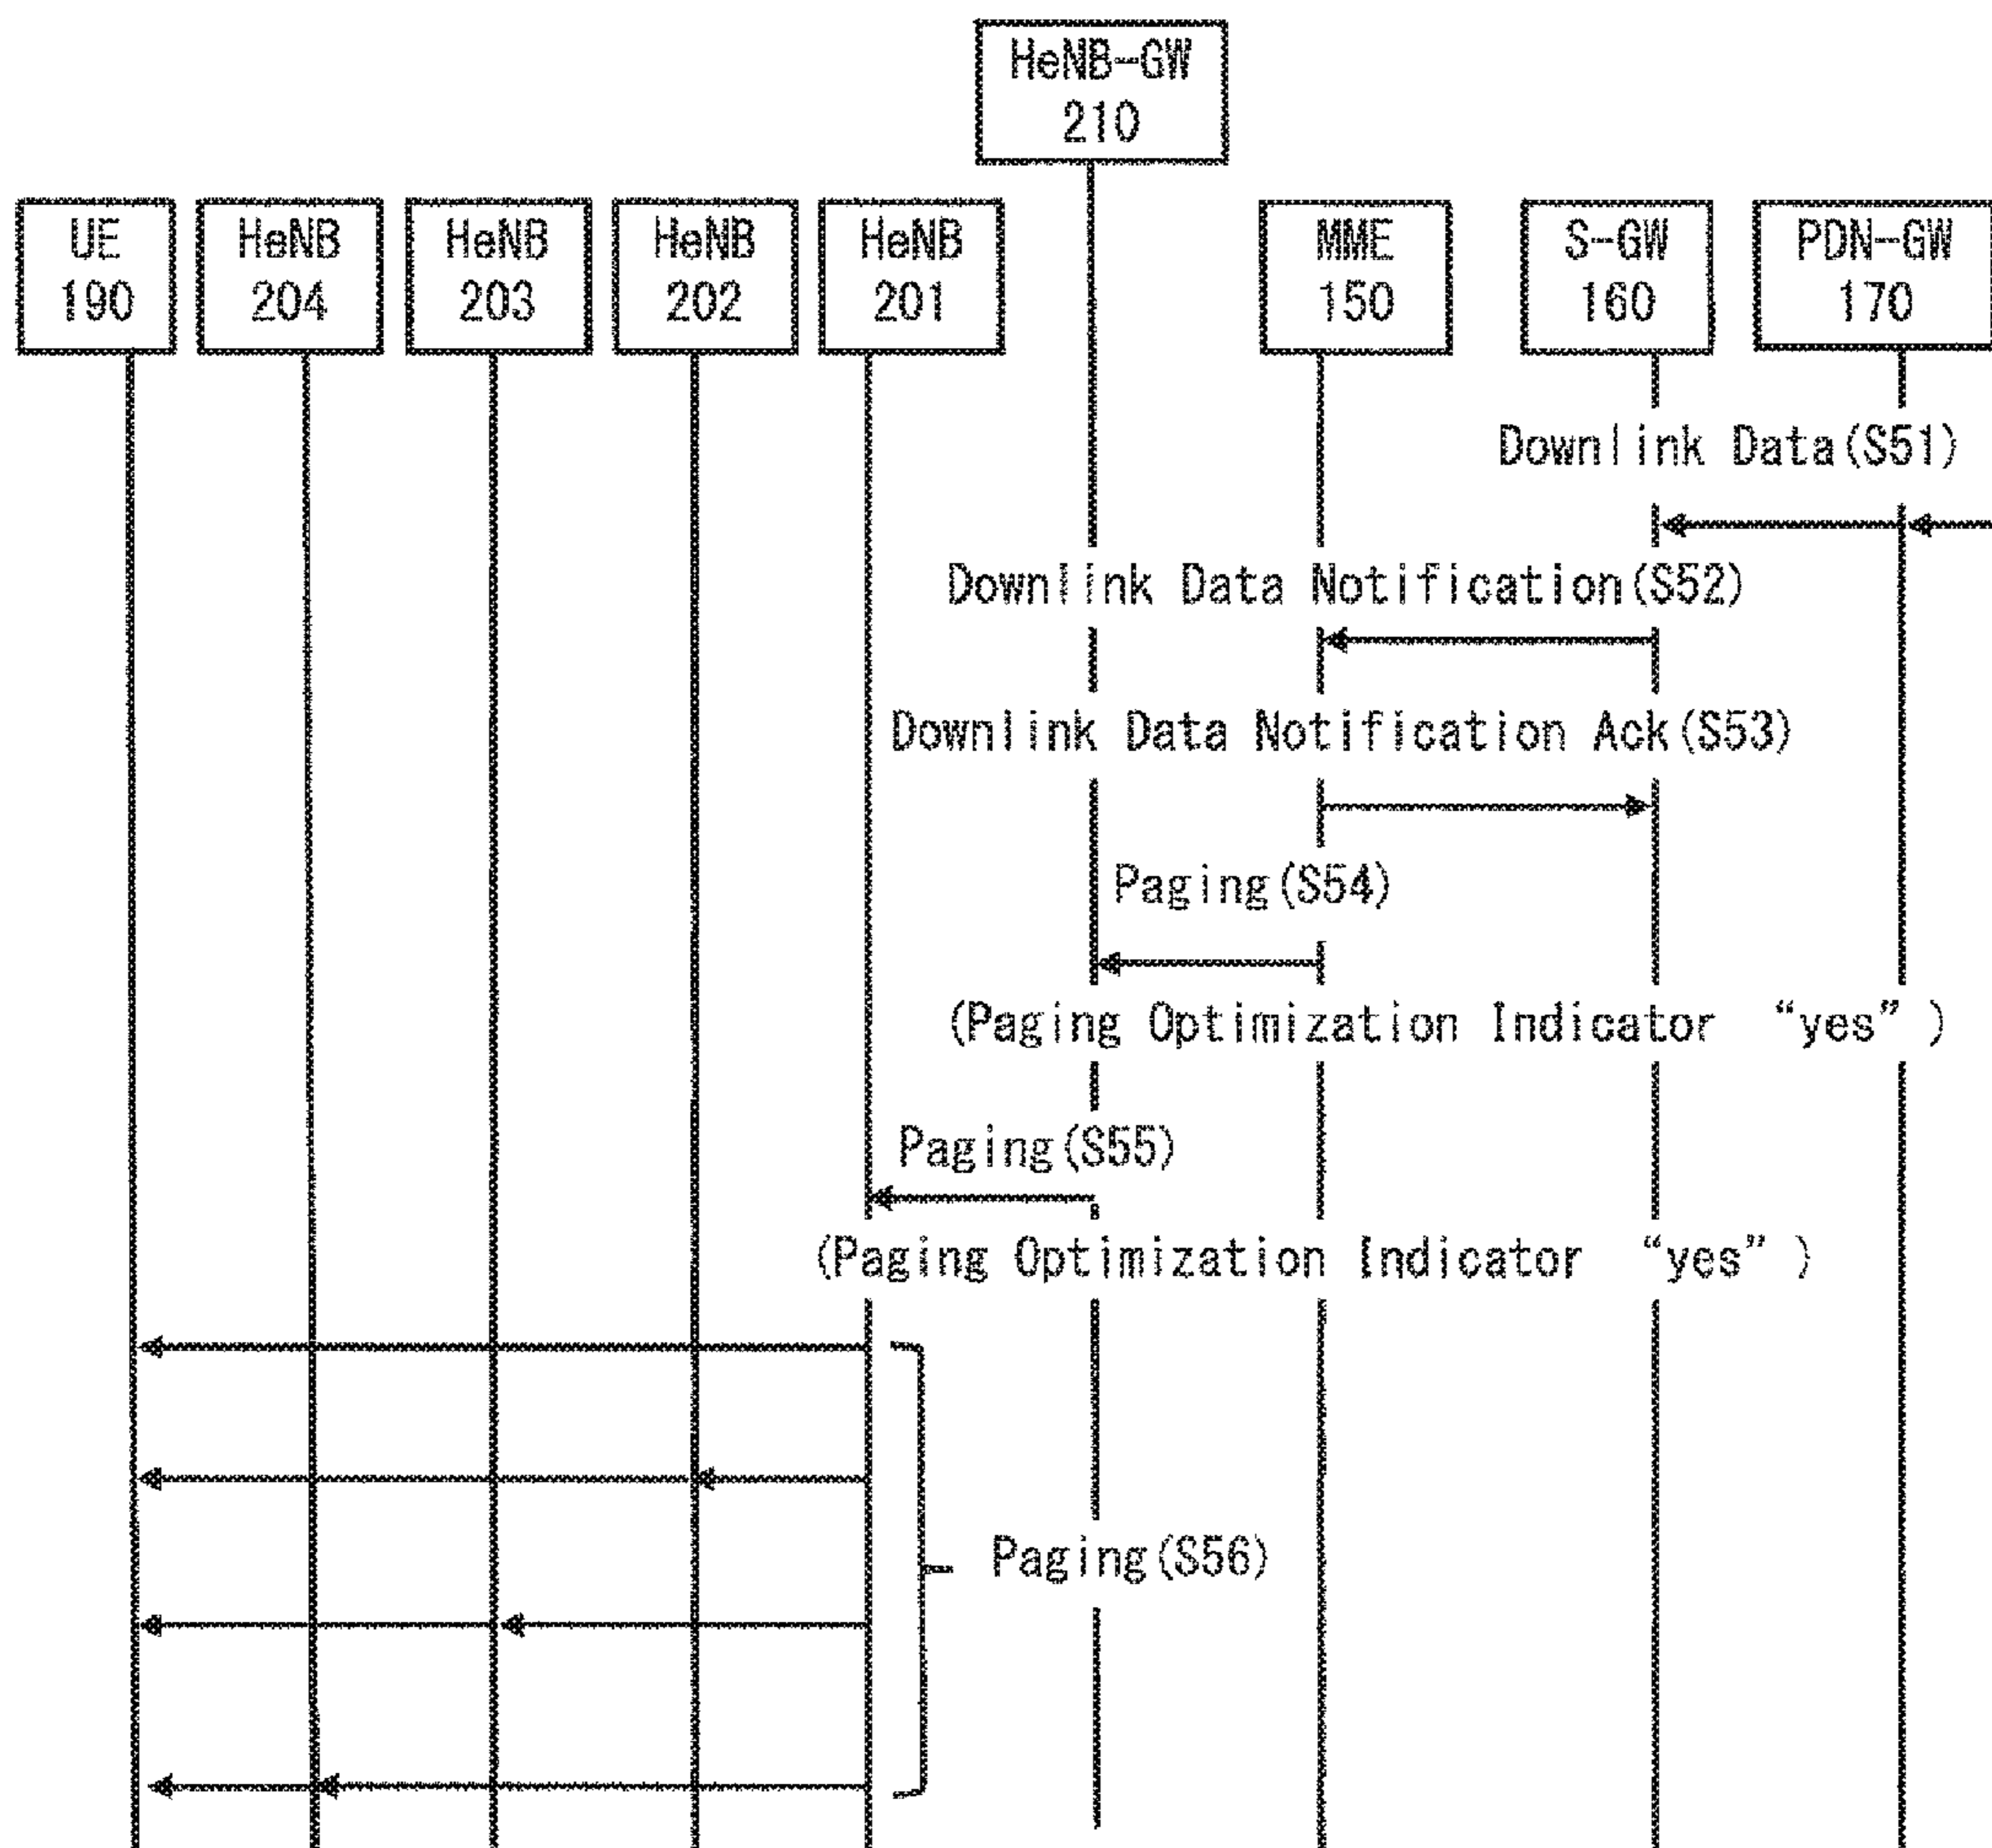 HeNB-GW
210
UE
190
HeNB
204
HeNB
203
HeNB
202
HeNB
201
MME
150
S-GW
160
PDN-GW
170
Downlink Data(S51)
Downlink Data Notification(S52)
Downlink Data Notification Ack(S53)
Paging(S54)
(Paging Optimization Indicator “yes” )
Paging(S55)
(Paging Optimization Indicator “yes” )
Paging(S56)